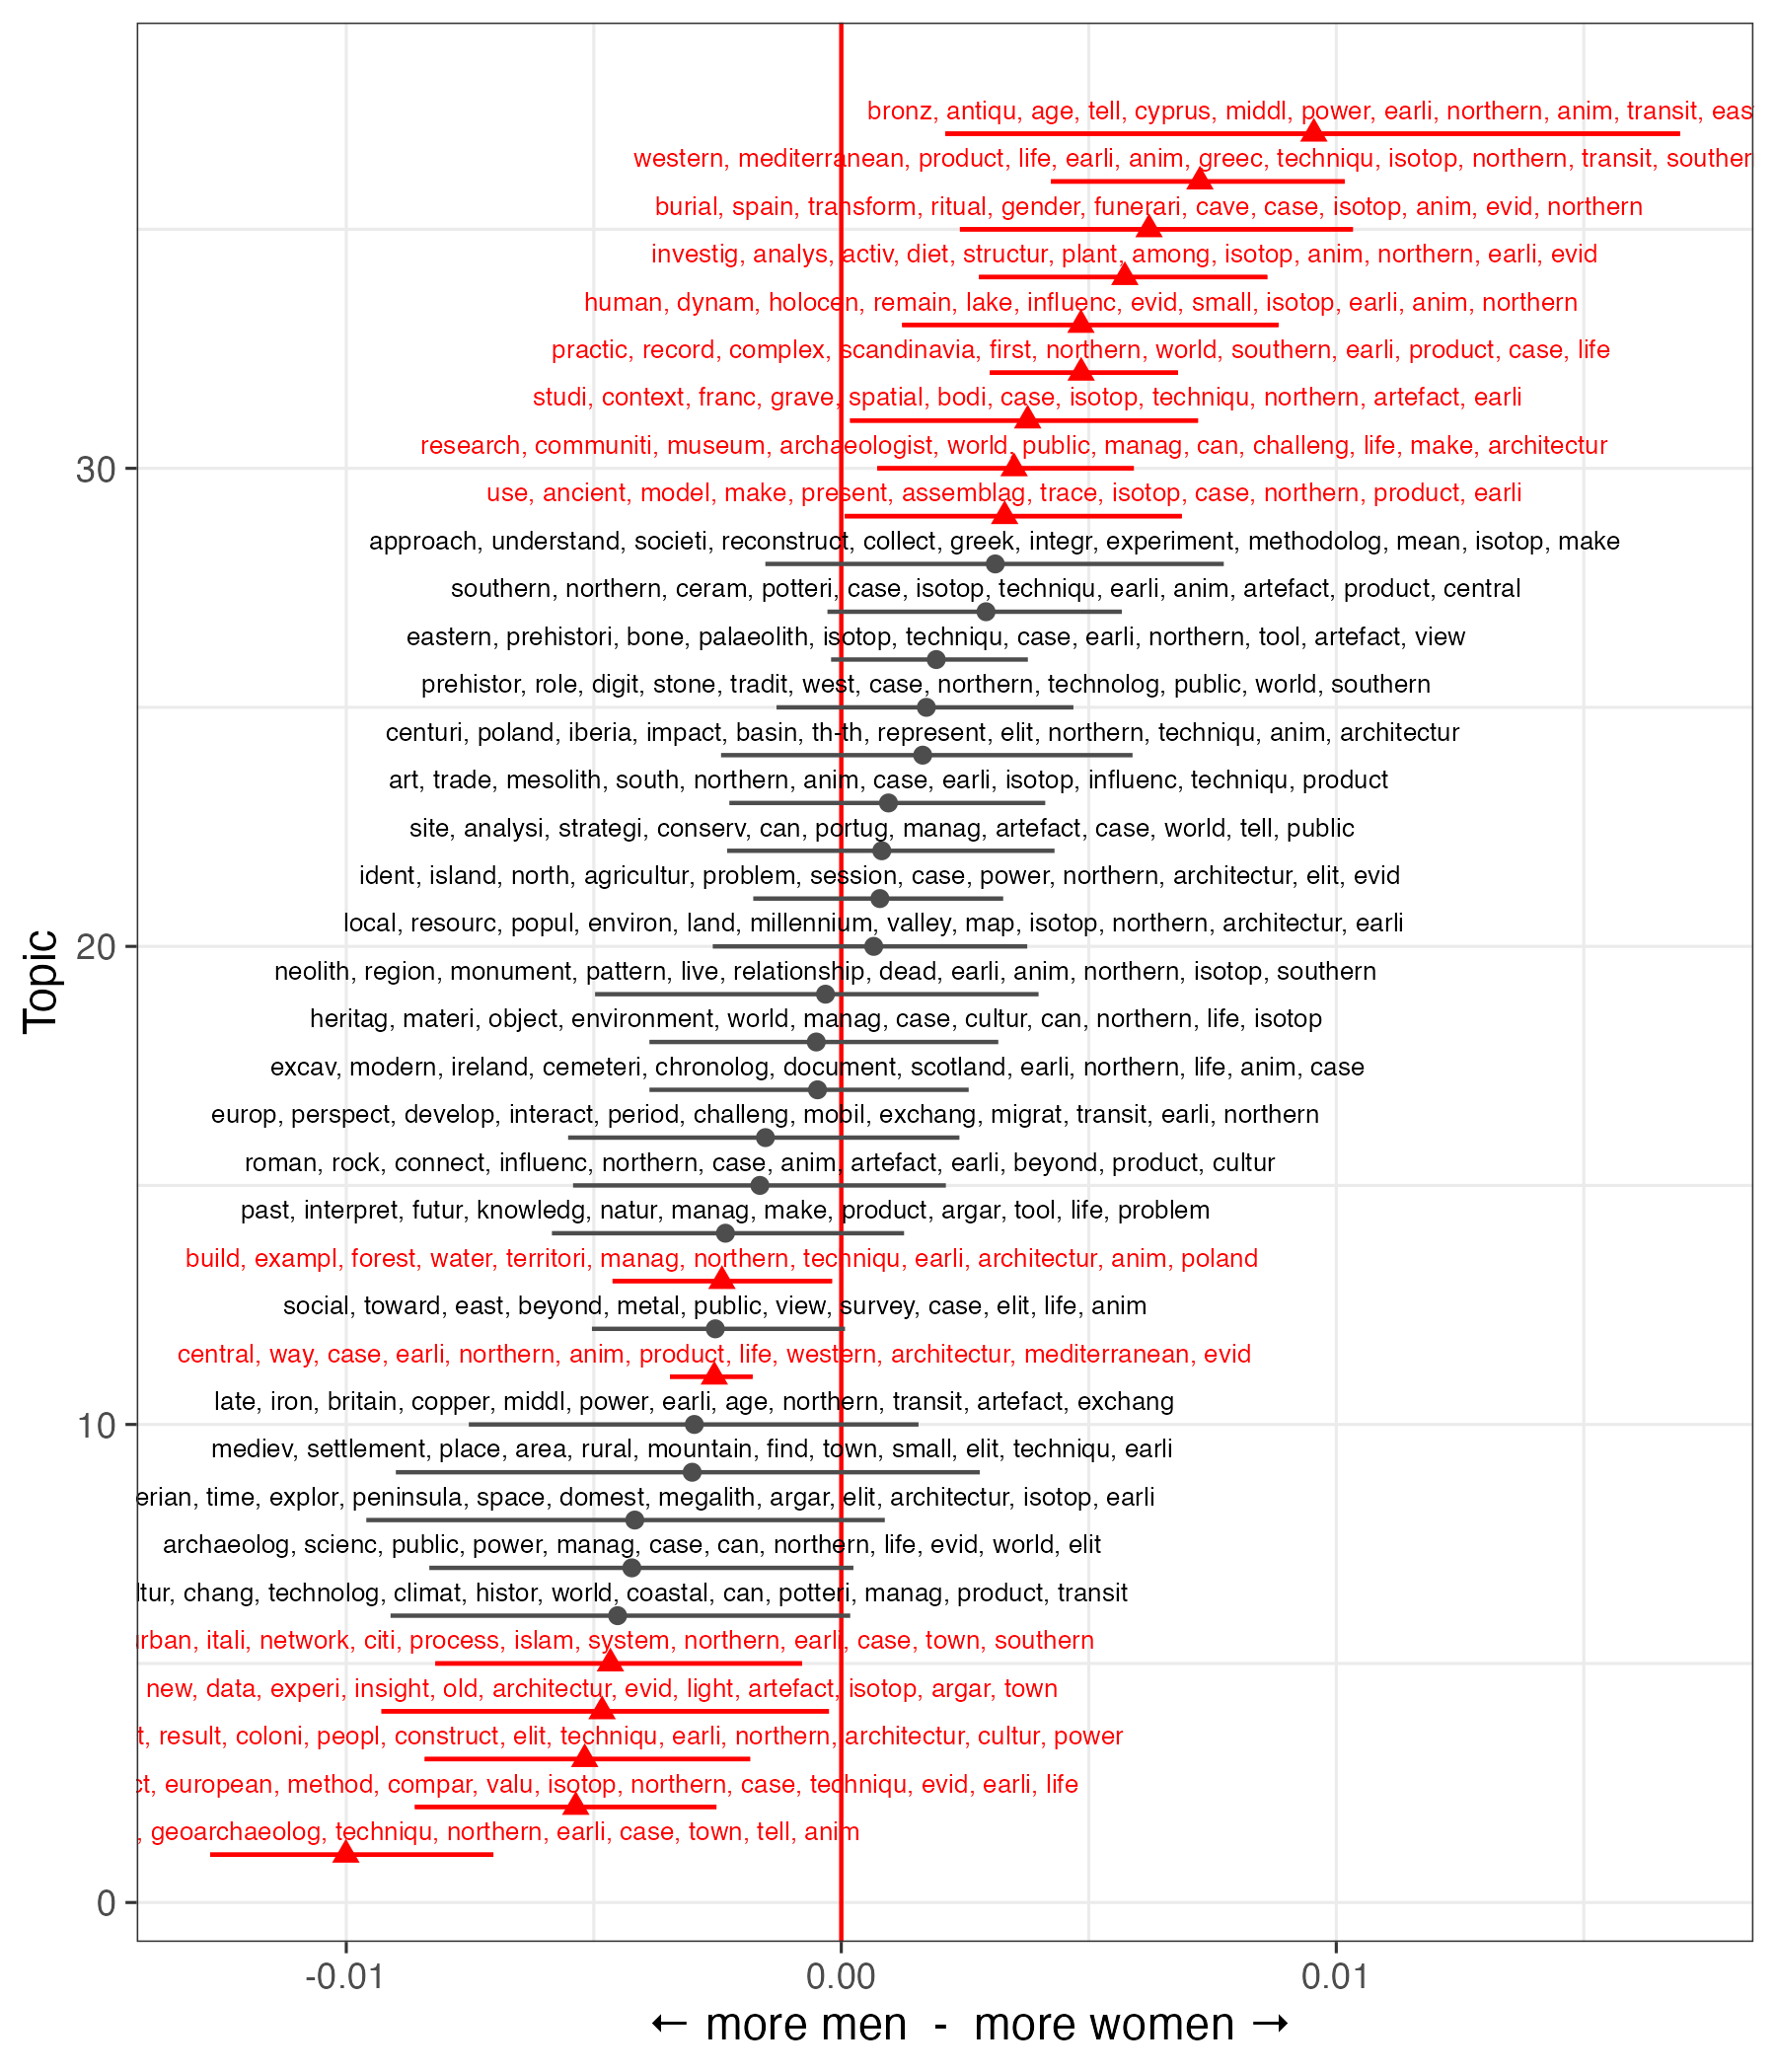 bronz, antiqu, age, tell, cyprus, middl, power, earli, northern, anim, transit, eas
western, mediterranean, product, life, earli, anim, greec, techniqu, isotop, northern, transit, souther
burial, spain, transform, ritual, gender, funerari, cave, case, isotop, anim, evid, northern
investig, analys, activ, diet, structur, plant, among, isotop, anim, northern, earli, evid
human, dynam, holocen, remain, lake, influenc, evid, small, isotop, earli, anim, northern
practic, record, complex, scandinavia, first, northern, world, southern, earli, product, case, life
studi, context, franc, grave, spatial, bodi, case, isotop, techniqu, northern, artefact, earli
research, communiti, museum, archaeologist, world, public, manag, can, challeng, life, make, architectur
30
use, ancient, model, make, present, assemblag, trace, isotop, case, northern, product, earli
approach, understand, societi, reconstruct, collect, greek, integr, experiment, methodolog, mean, isotop, make
southern, northern, ceram, potteri, case, isotop, techniqu, earli, anim, artefact, product, central
eastern, prehistori, bone, palaeolith, isotop, techniqu, case, earli, northern, tool, artefact, view
prehistor, role, digit, stone, tradit, west, case, northern, technolog, public, world, southern
centuri, poland, iberia, impact, basin, th-th, represent, elit, northern, techniqu, anim, architectur
art, trade, mesolith, south, northern, anim, case, earli, isotop, influenc, techniqu, product
site, analysi, strategi, conserv, can, portug, manag, artefact, case, world, tell, public
ident, island, north, agricultur, problem, session, case, power, northern, architectur, elit, evid
local, resourc, popul, environ, land, millennium, valley, map, isotop, northern, architectur, earli
20
Topic
neolith, region, monument, pattern, live, relationship, dead, earli, anim, northern, isotop, southern
heritag, materi, object, environment, world, manag, case, cultur, can, northern, life, isotop
excav, modern, ireland, cemeteri, chronolog, document, scotland, earli, northern, life, anim, case
europ, perspect, develop, interact, period, challeng, mobil, exchang, migrat, transit, earli, northern
roman, rock, connect, influenc, northern, case, anim, artefact, earli, beyond, product, cultur
past, interpret, futur, knowledg, natur, manag, make, product, argar, tool, life, problem
build, exampl, forest, water, territori, manag, northern, techniqu, earli, architectur, anim, poland
social, toward, east, beyond, metal, public, view, survey, case, elit, life, anim
central, way, case, earli, northern, anim, product, life, western, architectur, mediterranean, evid
late, iron, britain, copper, middl, power, earli, age, northern, transit, artefact, exchang
10
mediev, settlement, place, area, rural, mountain, find, town, small, elit, techniqu, earli
erian, time, explor, peninsula, space, domest, megalith, argar, elit, architectur, isotop, earli
archaeolog, scienc, public, power, manag, case, can, northern, life, evid, world, elit
ltur, chang, technolog, climat, histor, world, coastal, can, potteri, manag, product, transit
urban, itali, network, citi, process, islam, system, northern, earli, case, town, southern
new, data, experi, insight, old, architectur, evid, light, artefact, isotop, argar, town
t, result, coloni, peopl, construct, elit, techniqu, earli, northern, architectur, cultur, power
ct, european, method, compar, valu, isotop, northern, case, techniqu, evid, earli, life
, geoarchaeolog, techniqu, northern, earli, case, town, tell, anim
0
-0.01 0.00 0.01
← more men - more women →